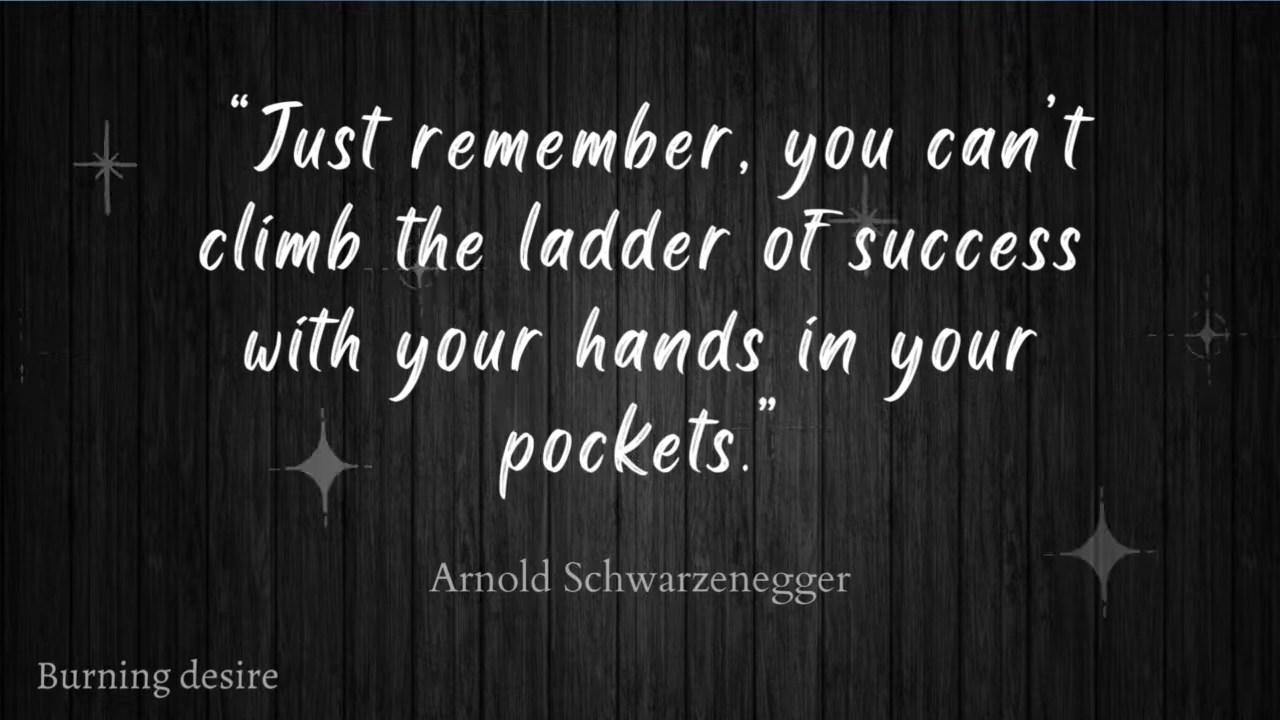 “Just remember, you can’t
climb the ladder of success
with your hands in your
pockets.”
Arnold Schwarzenegger
Burning desire